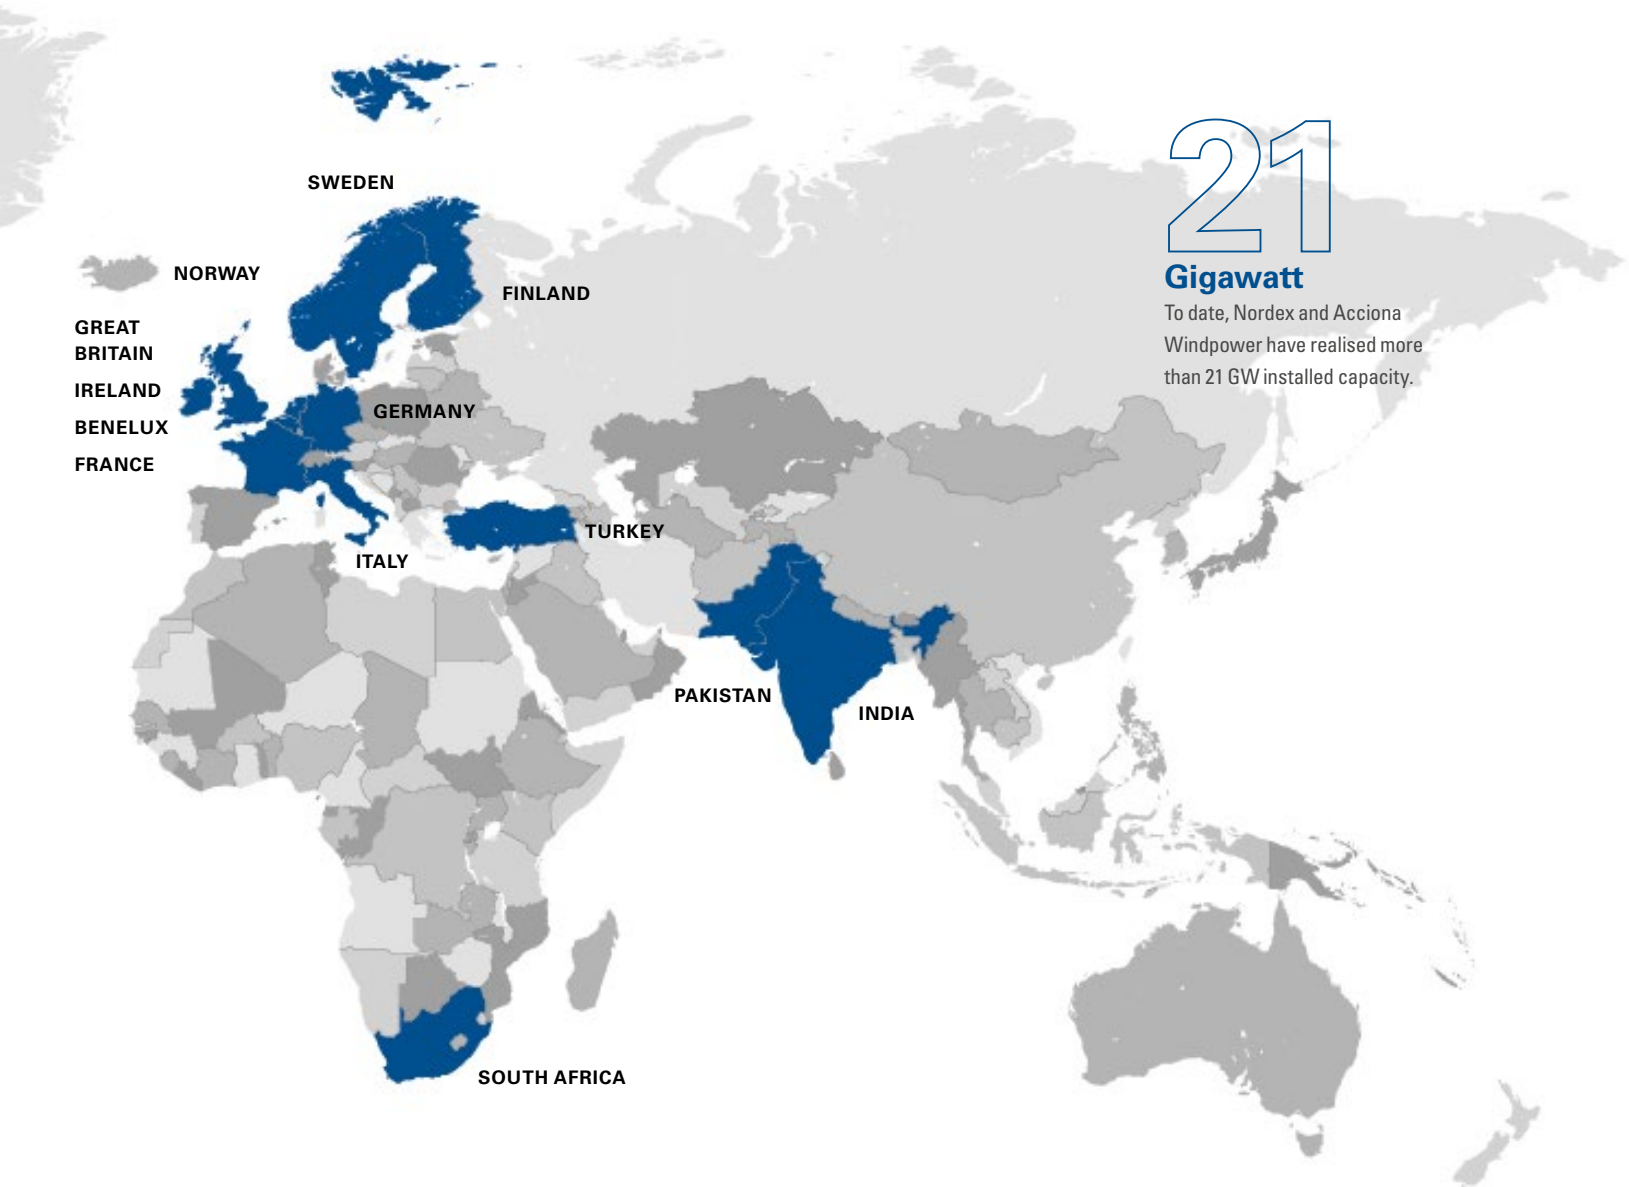 SWEDEN
NORWAY
FINLAND
GREAT
BRITAIN
IRELAND
BENELUX
FRANCE
GERMANY
TURKEY
ITALY
PAKISTAN
INDIA
SOUTH AFRICA
21
Gigawatt
To date, Nordex and Acciona
Windpower have realised more
than 21 GW installed capacity.